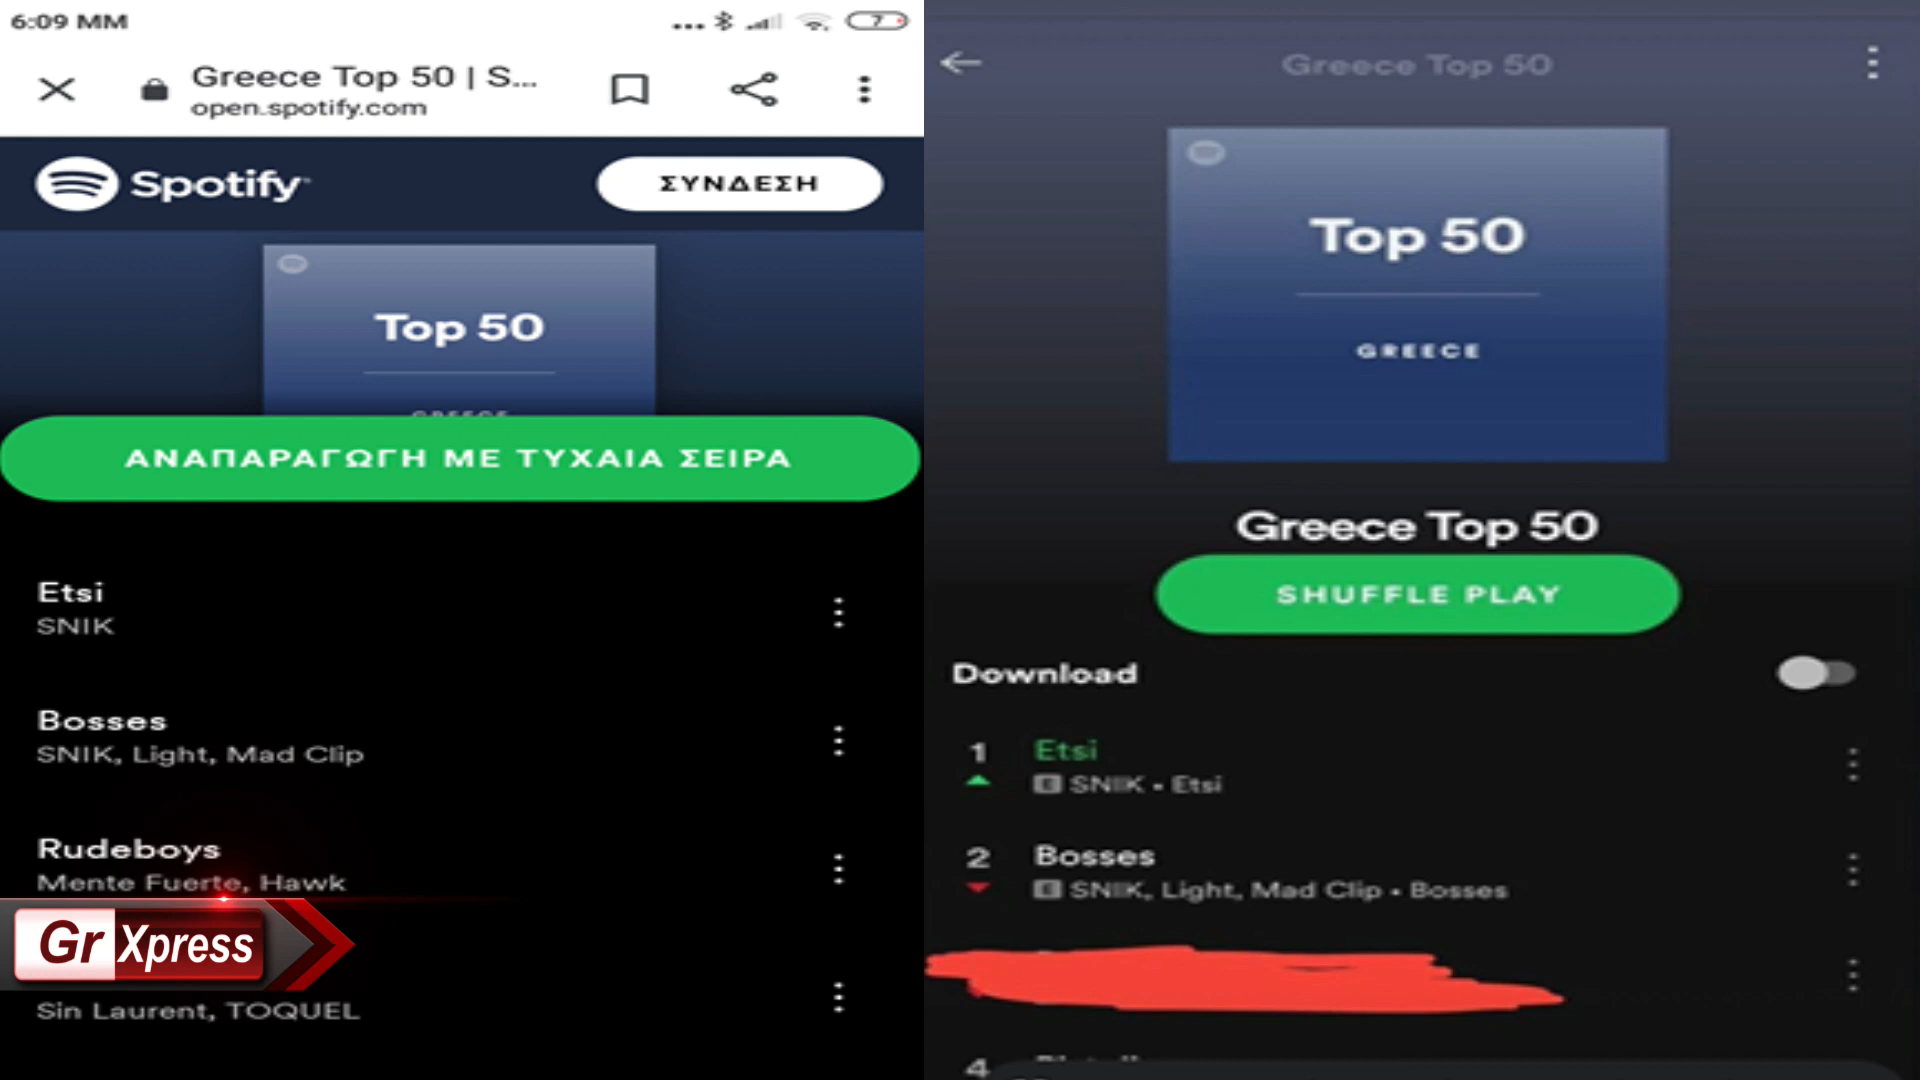 6:09 MM
7
Greece Top 50 | S...
open.spotify.com
Spotify
ΣΥΝΔΕΣΗ
Top 50
GREECE
ΑΝΑΠΑΡΑΓΩΓΗ ΜΕ ΤΥΧΑΙΑ ΣΕΙΡΑ
Etsi
SNIK
Bosses
SNIK, Light, Mad Clip
Rudeboys
Mente Fuerte, Hawk
Gr Xpress
Sin Laurent, TOQUEL
Greece Top 50
Top 50
GREECE
Greece Top 50
SHUFFLE PLAY
Download
1 Etsi
E SNIK • Etsi
2 Bosses
E SNIK, Light, Mad Clip • Bosses
4